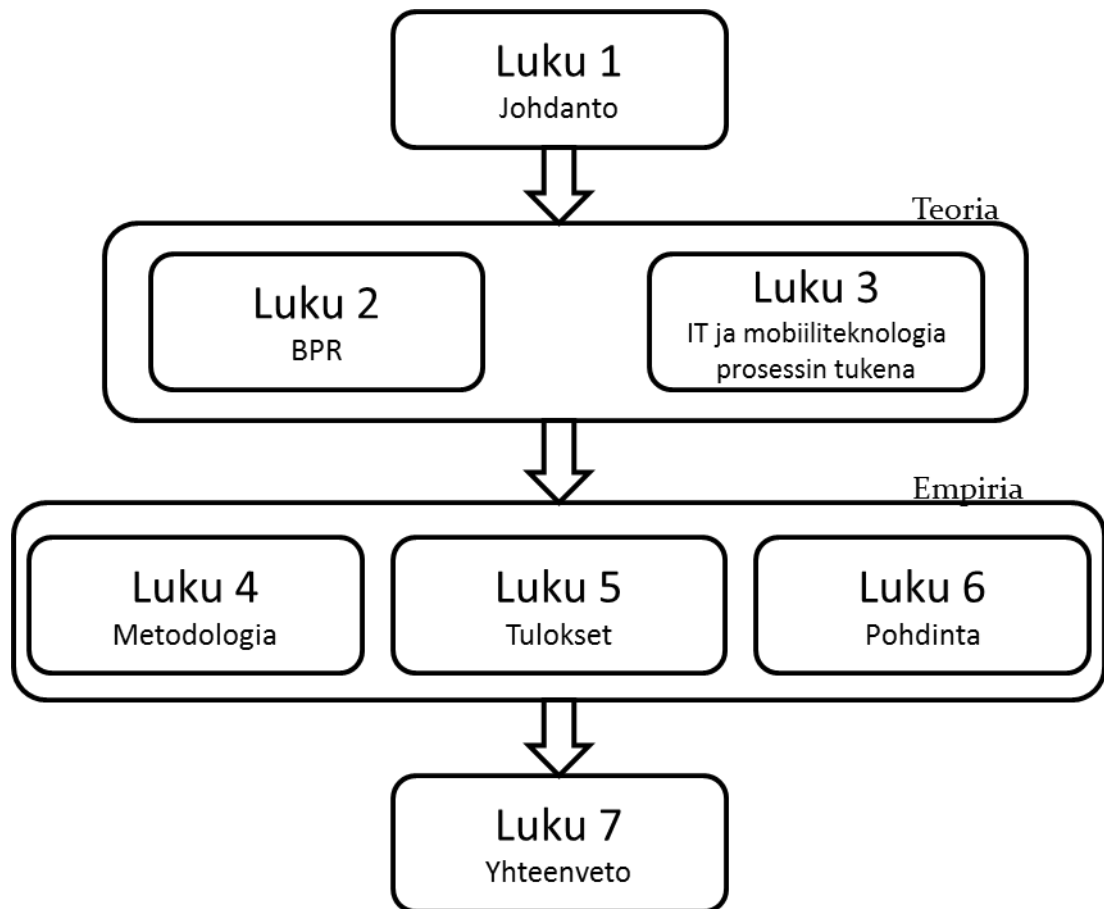 Luku 1
Johdanto
Teoria
Luku 2
BPR
Luku 3
IT ja mobiiliteknologia
prosessin tukena
Empiria
Luku 4
Metodologia
Luku 5
Tulokset
Luku 6
Pohdinta
Luku 7
Yhteenveto